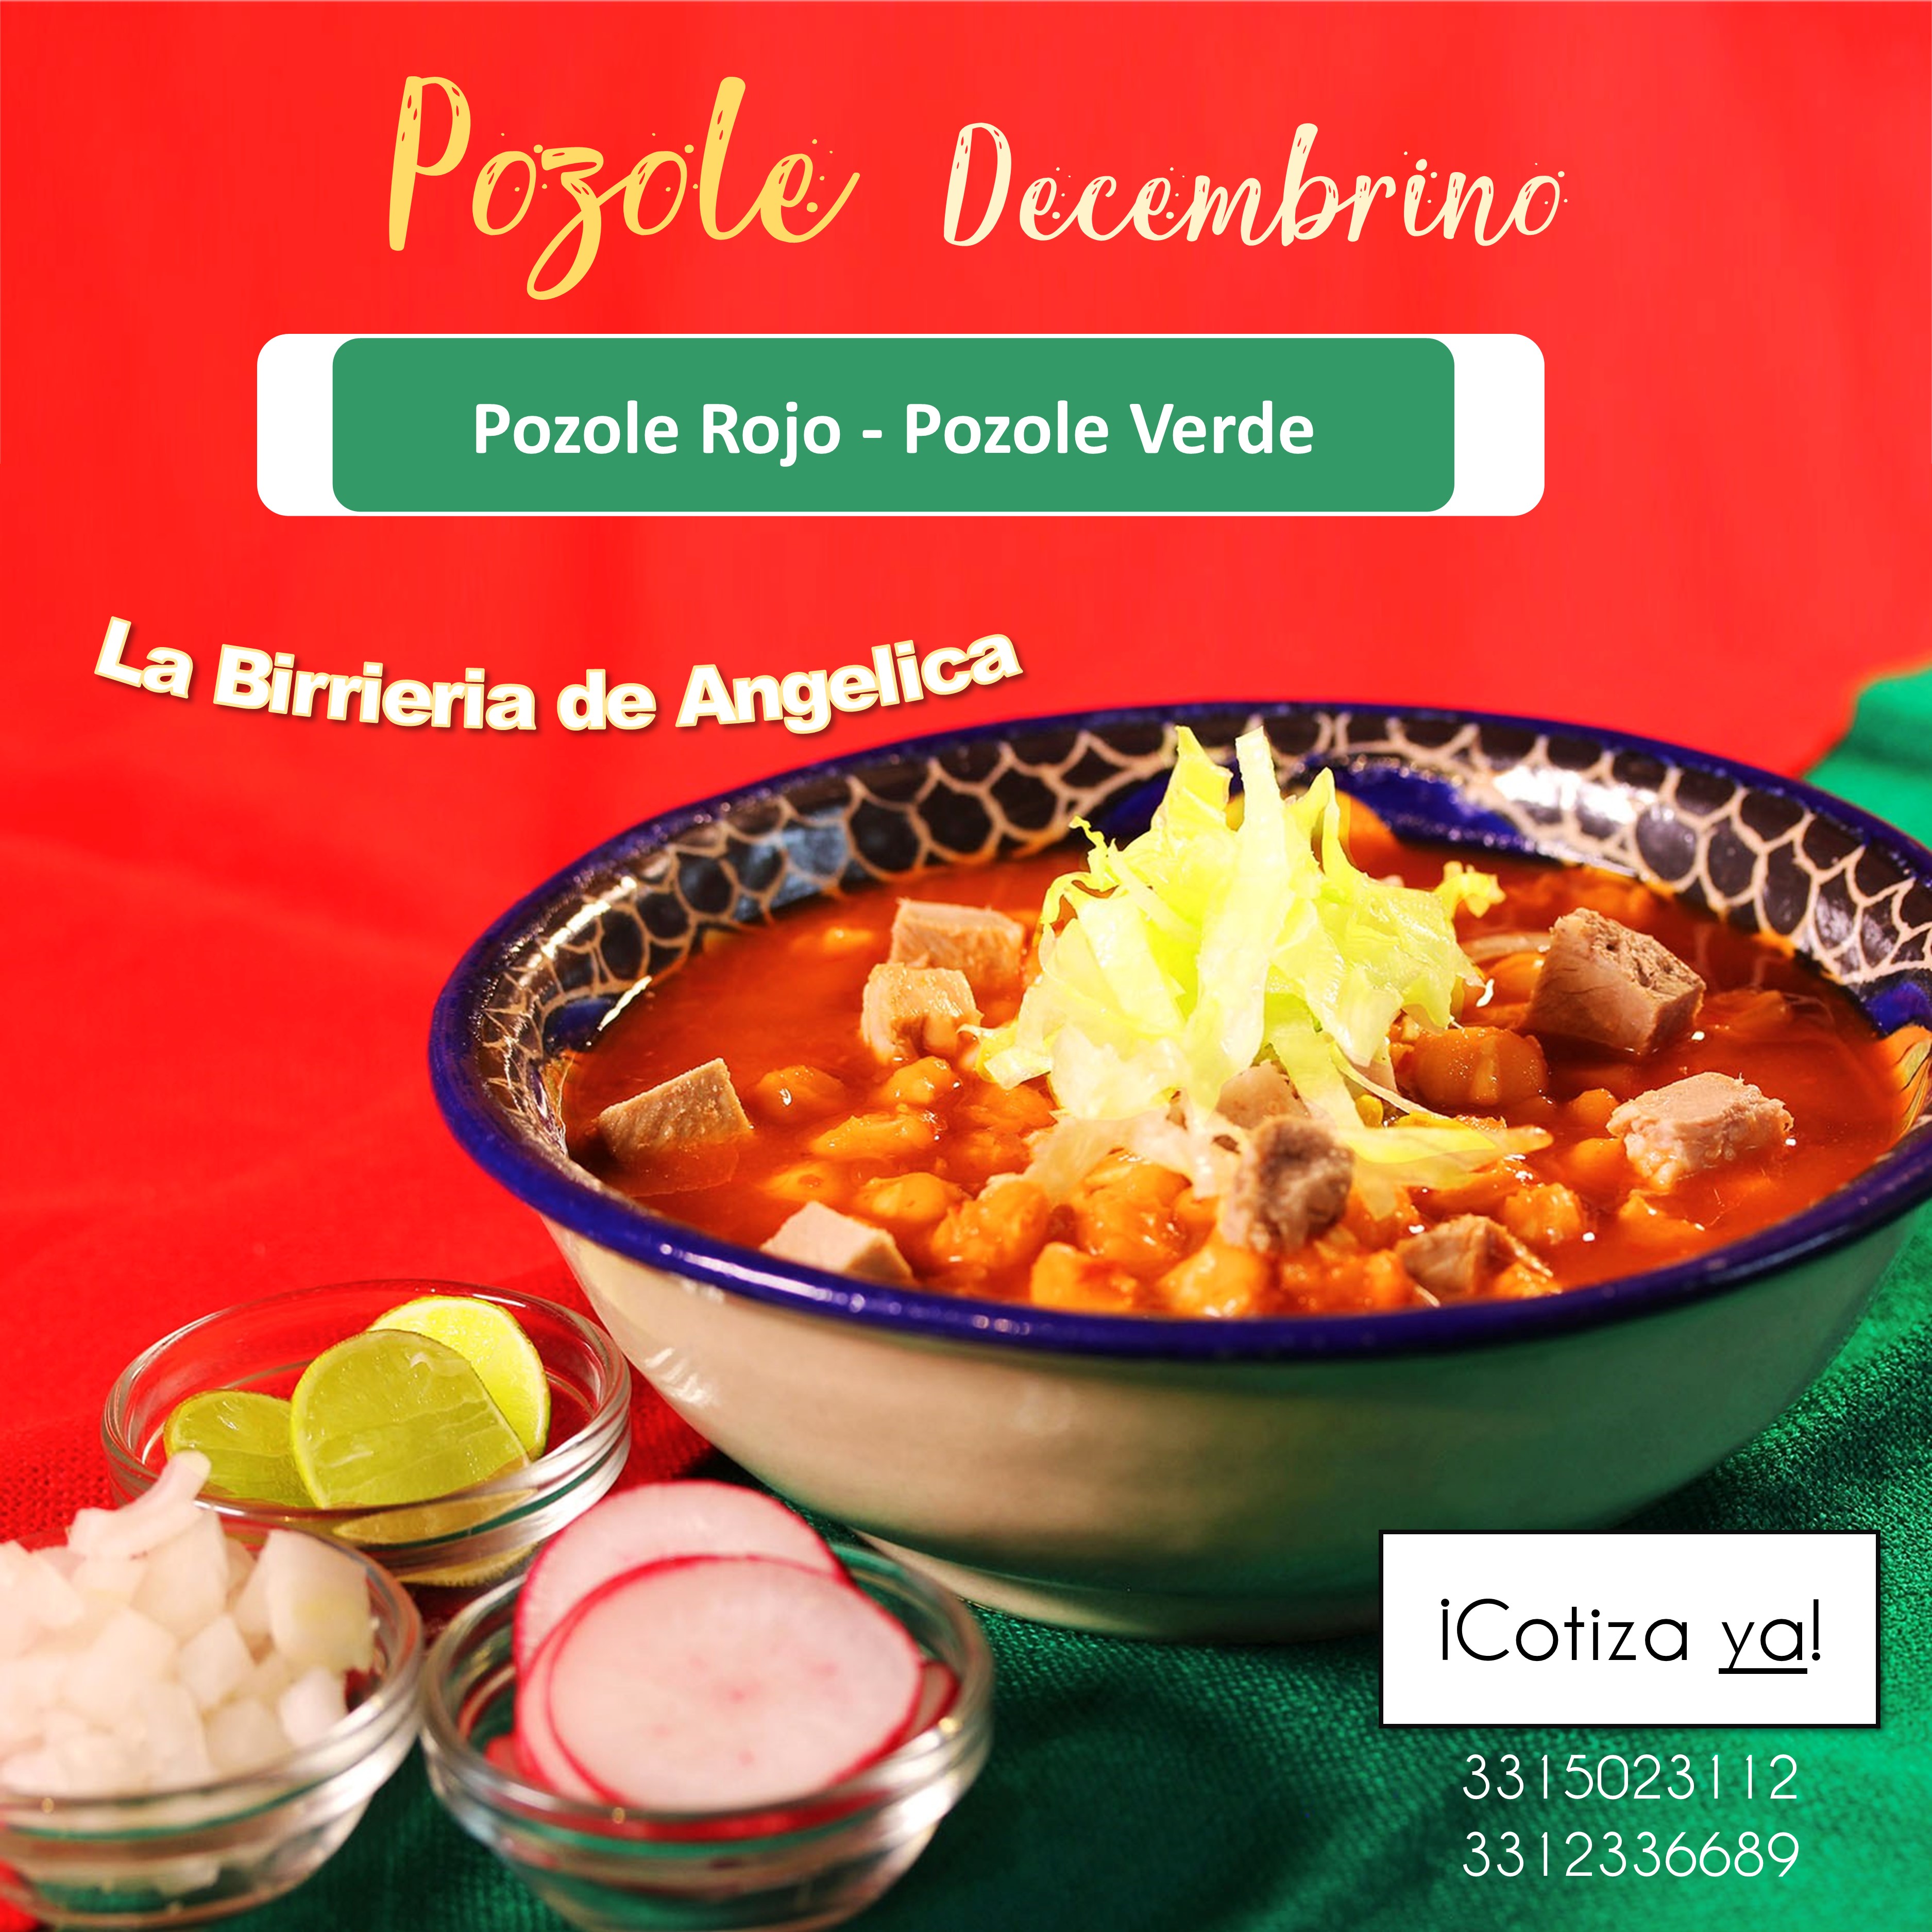 Pozole Decembrino
Pozole Rojo - Pozole Verde
La Birrieria de Angelica
¡Cotiza ya!
3315023112
3312336689